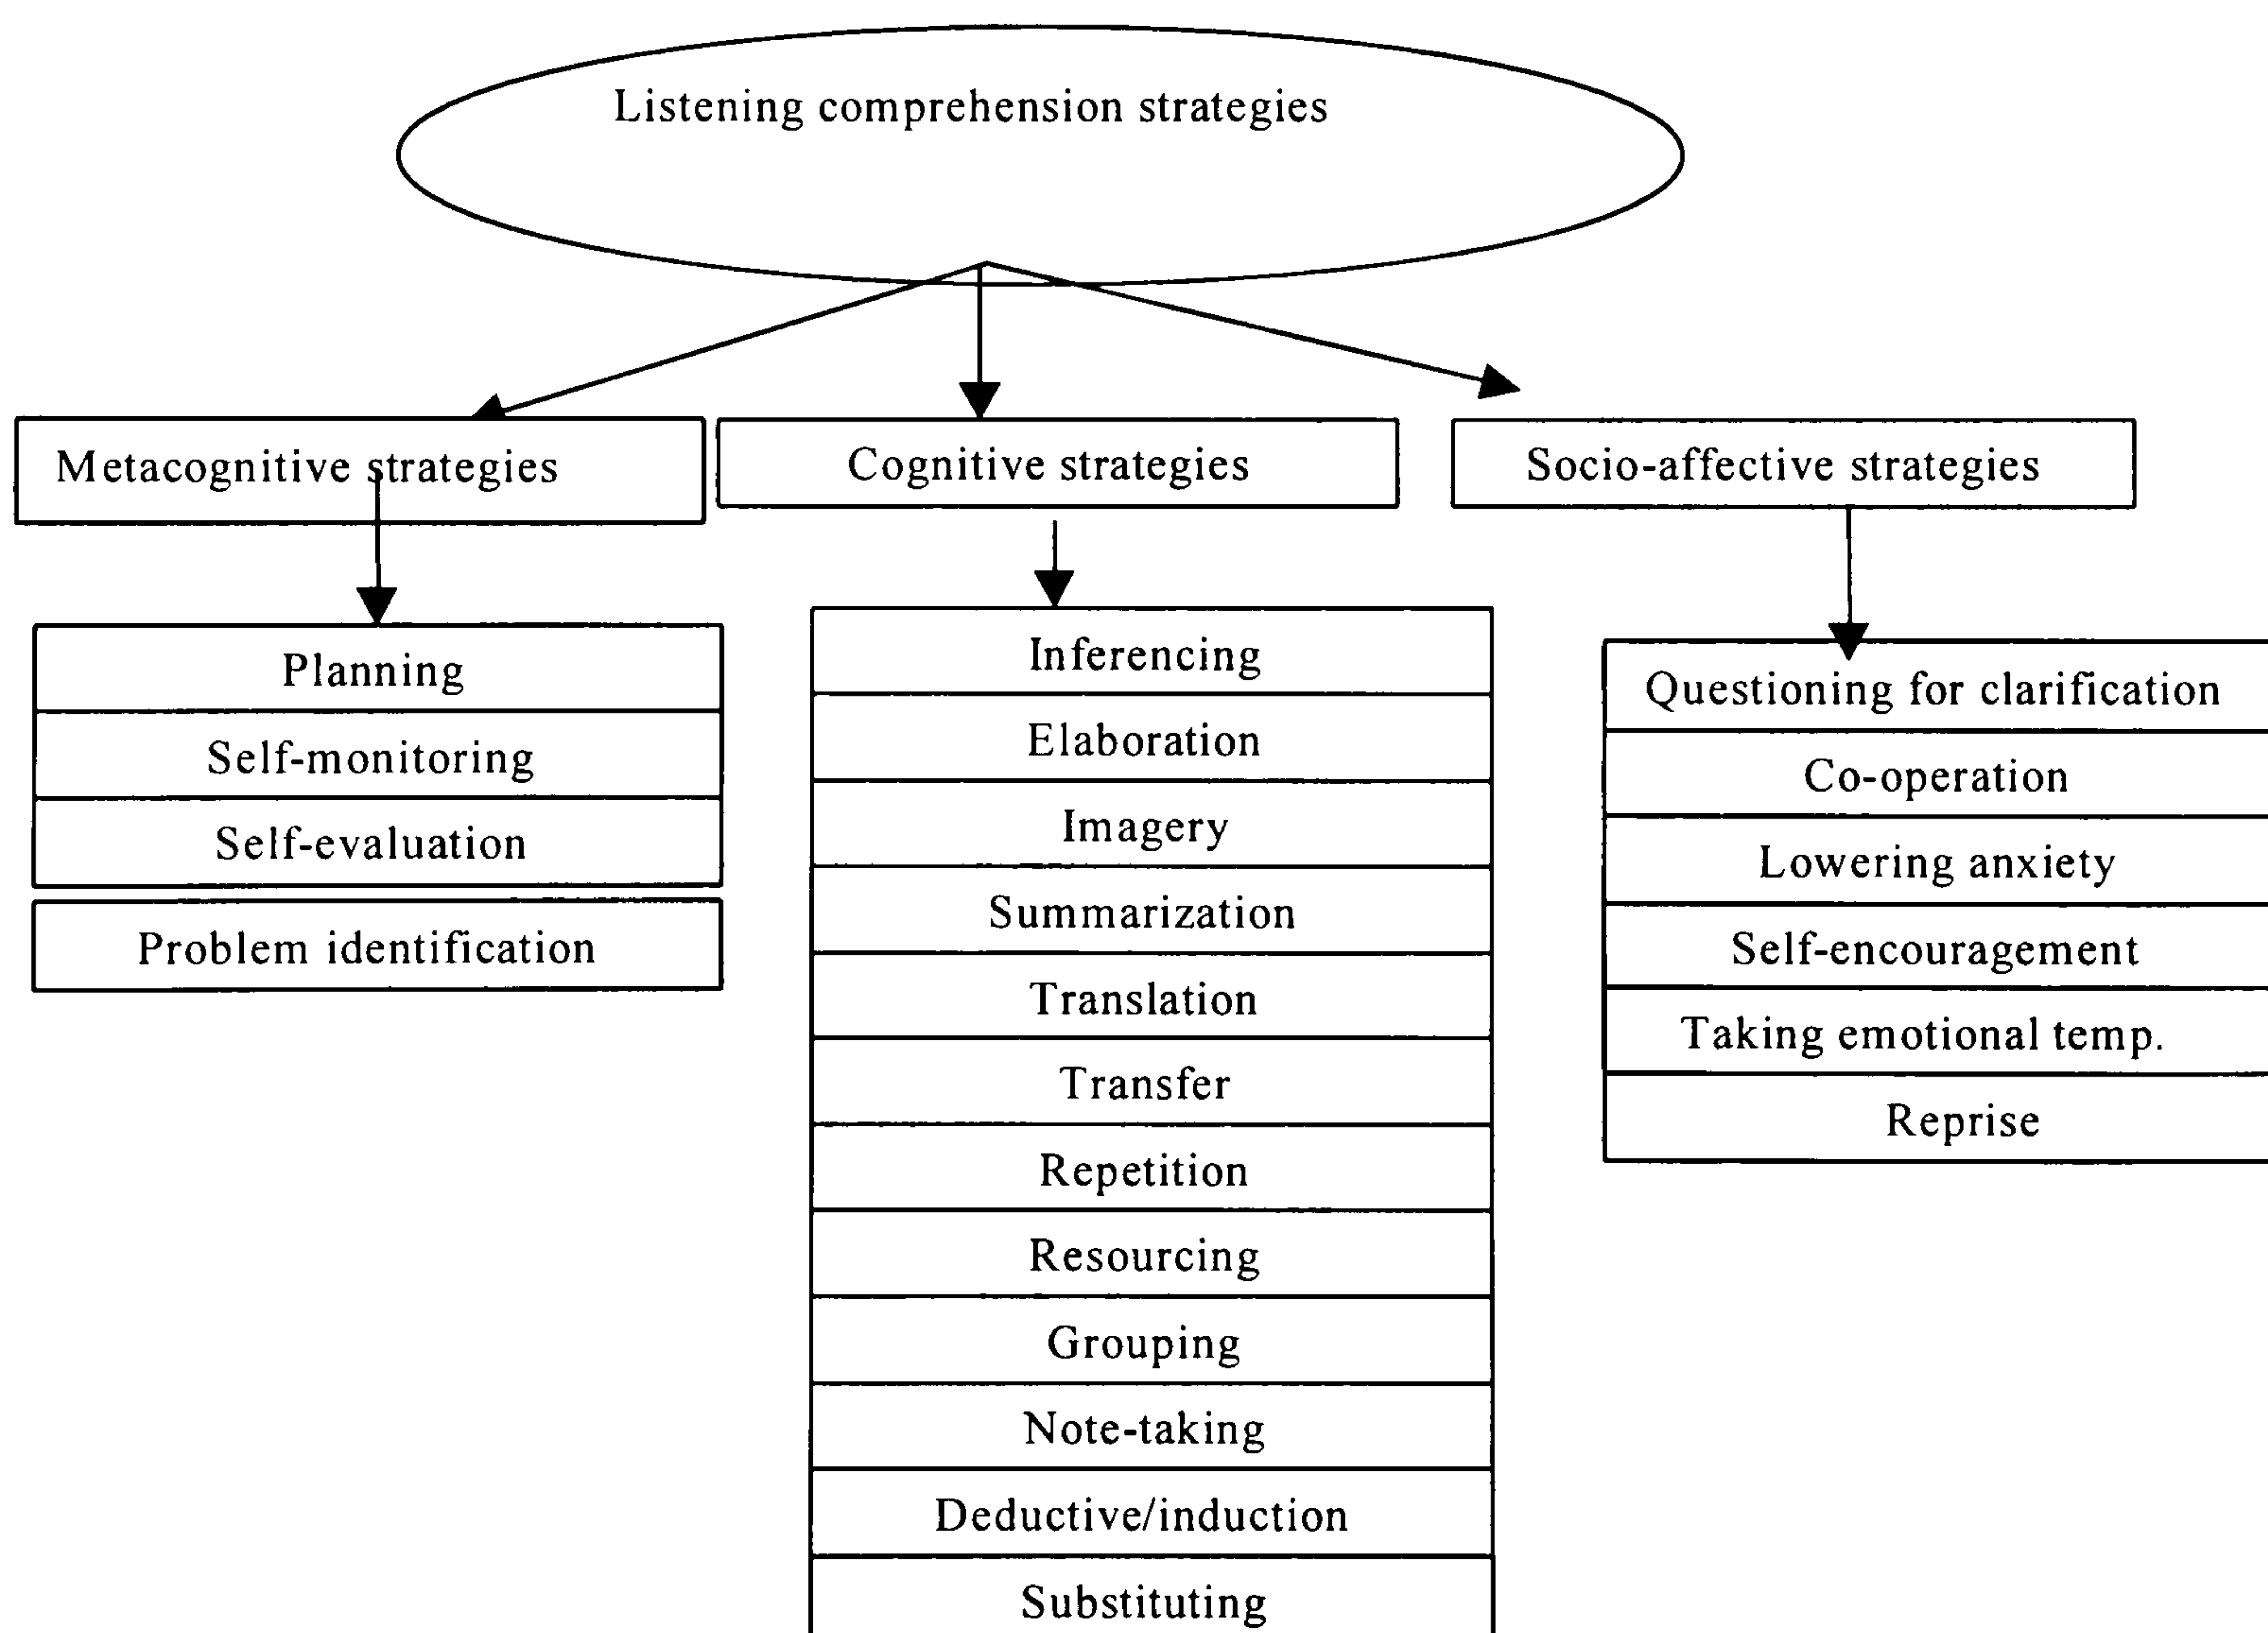 Listening comprehension strategies
Metacognitive strategies
Cognitive strategies
Socio-affective strategies
Planning
Self-monitoring
Self-evaluation
Problem identification
Inferencing
Elaboration
Imagery
Summarization
Translation
Transfer
Repetition
Resourcing
Grouping
Note-taking
Deductive/induction
Substituting
Questioning for clarification
Co-operation
Lowering anxiety
Self-encouragement
Taking emotional temp.
Reprise